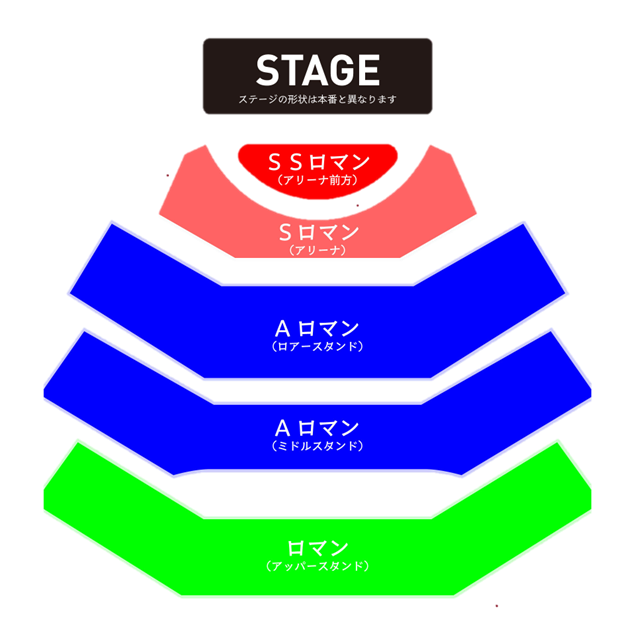 STAGE
ステージの形状は本番と異なります
ＳＳロマン
（アリーナ前方）
Ｓロマン
（アリーナ）
Ａロマン
（ロアースタンド）
Ａロマン
（ミドルスタンド）
ロマン
（アッパースタンド）